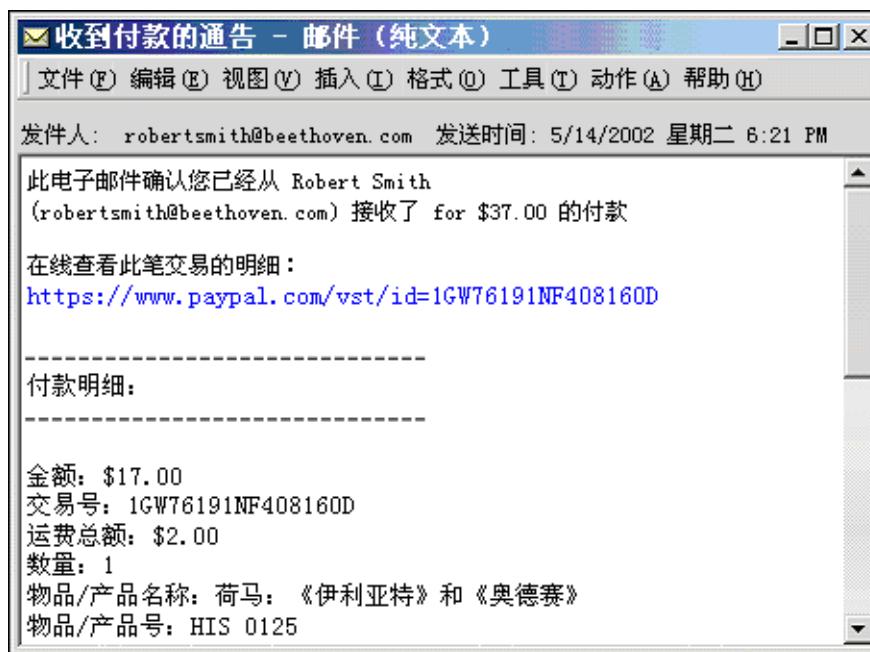 收到付款的通告 - 邮件 (纯文本)
文件(F) 编辑(E) 视图(V) 插入(I) 格式(O) 工具(T) 动作(A) 帮助(H)
发件人: robertsmith@beethoven.com 发送时间: 5/14/2002 星期二 6:21 PM
此电子邮件确认您已经从 Robert Smith
(robertsmith@beethoven.com) 接收了 for $37.00 的付款
在线查看此笔交易的明细：
https://www.paypal.com/vst/id=1GW76191NF408160D
-------------------------------
付款明细：
-------------------------------
金额：$17.00
交易号：1GW76191NF408160D
运费总额：$2.00
数量：1
物品/产品名称：荷马：《伊利亚特》和《奥德赛》
物品/产品号：HIS 0125